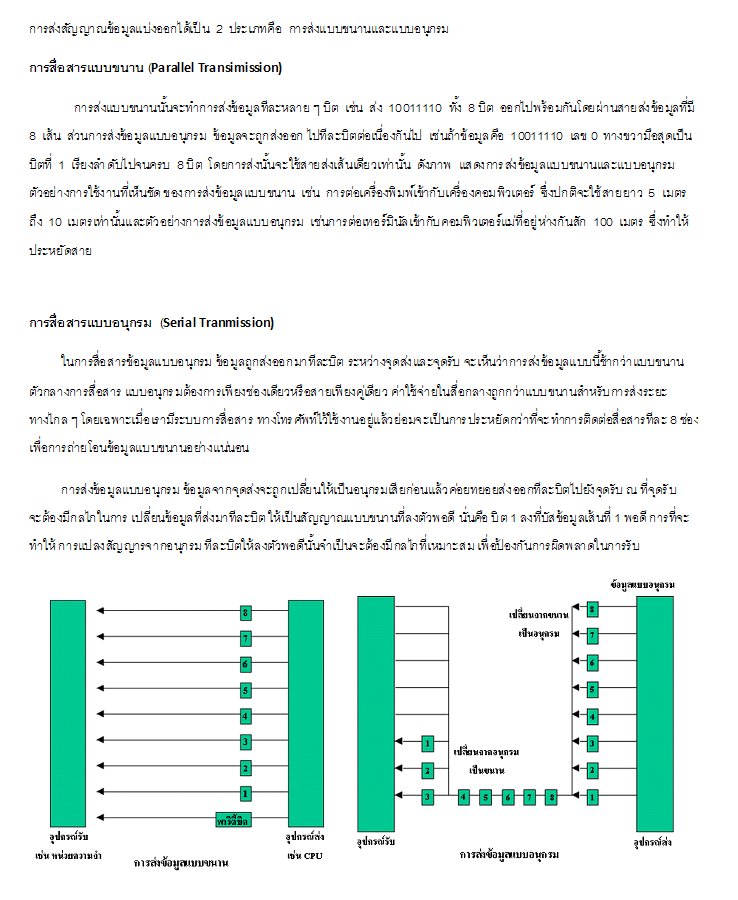 การส่งสัญญาณข้อมูลแบ่งออกได้เป็น 2 ประเภทคือ การส่งแบบขนานและแบบอนุกรม
การสื่อสารแบบขนาน (Parallel Transimission)
การส่งแบบขนานนั้นจะทำการส่งข้อมูลทีละหลาย ๆ บิต เช่น ส่ง 10011110 ทั้ง 8 บิต ออกไปพร้อมกันโดยผ่านสายส่งข้อมูลที่มี
8 เส้น ส่วนการส่งข้อมูลแบบอนุกรม ข้อมูลจะถูกส่งออก ไปทีละบิตต่อเนื่องกันไป เช่นถ้าข้อมูลคือ 10011110 เลข 0 ทางขวามือสุดเป็น
บิตที่ 1 เรียงลำดับไปจนครบ 8 บิต โดยการส่งนั้นจะใช้สายส่งเส้นเดียวเท่านั้น ดังภาพ แสดงการส่งข้อมูลแบบขนานและแบบอนุกรม
ตัวอย่างการใช้งานที่เห็นชัด ของการส่งข้อมูลแบบขนาน เช่น การต่อเครื่องพิมพ์เข้ากับเครื่องคอมพิวเตอร์ ซึ่งปกติจะใช้สายยาว 5 เมตร
ถึง 10 เมตรเท่านั้นและตัวอย่างการส่งข้อมูลแบบอนุกรม เช่นการต่อเทอร์มินัลเข้ากับคอมพิวเตอร์แม่ที่อยู่ห่างกันสัก 100 เมตร ซึ่งทำให้
ประหยัดสาย
การสื่อสารแบบอนุกรม (Serial Tranmission)
ในการสื่อสารข้อมูลแบบอนุกรม ข้อมูลถูกส่งออกมาทีละบิต ระหว่างจุดส่งและจุดรับ จะเห็นว่าการส่งข้อมูลแบบนี้ช้ากว่าแบบขนาน
ตัวกลางการสื่อสาร แบบอนุกรมต้องการเพียงช่องเดียวหรือสายเพียงคู่เดียว ค่าใช้จ่ายในสื่อกลางถูกกว่าแบบขนานสำหรับการส่งระยะ
ทางไกล ๆ โดยเฉพาะเมื่อเรามีระบบการสื่อสาร ทางโทรศัพท์ไว้ใช้งานอยู่แล้วย่อมจะเป็นการประหยัดกว่าที่จะทำการติดต่อสื่อสารทีละ 8 ช่อง
เพื่อการถ่ายโอนข้อมูลแบบขนานอย่างแน่นอน
การส่งข้อมูลแบบอนุกรม ข้อมูลจากจุดส่งจะถูกเปลี่ยนให้เป็นอนุกรมเสียก่อนแล้วค่อยทยอยส่งออกทีละบิตไปยังจุดรับ ณ ที่จุดรับ
จะต้องมีกลไกในการ เปลี่ยนข้อมูลที่ส่งมาทีละบิต ให้เป็นสัญญาณแบบขนานที่ลงตัวพอดี นั่นคือ บิต 1 ลงที่บัสข้อมูลเส้นที่ 1 พอดี การที่จะ
ทำให้ การแปลงสัญญารจากอนุกรม ทีละบิตให้ลงตัวพอดีนั้นจำเป็นจะต้องมีกลไกที่เหมาะสม เพื่อป้องกันการผิดพลาดในการรับ
8
7
6
5
4
3
2
1
พาริตี้บิต
อุปกรณ์รับ
เช่น หน่วยความจำ
อุปกรณ์ส่ง
เช่น CPU
การส่งข้อมูลแบบขนาน
ข้อมูลแบบอนุกรม
เปลี่ยนจากขนาน
เป็นอนุกรม
8
7
6
5
4
3
2
1
1
2
3
เปลี่ยนจากอนุกรม
เป็นขนาน
4 5 6 7 8
อุปกรณ์รับ
การส่งข้อมูลแบบอนุกรม
อุปกรณ์ส่ง